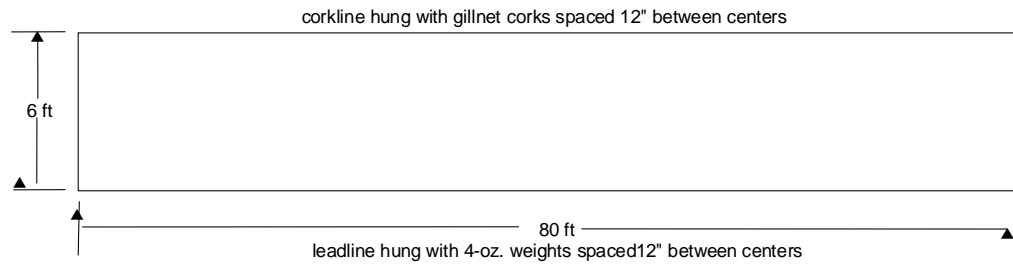 corkline hung with gillnet corks spaced 12" between centers
6 ft
80 ft
leadline hung with 4-oz. weights spaced12" between centers